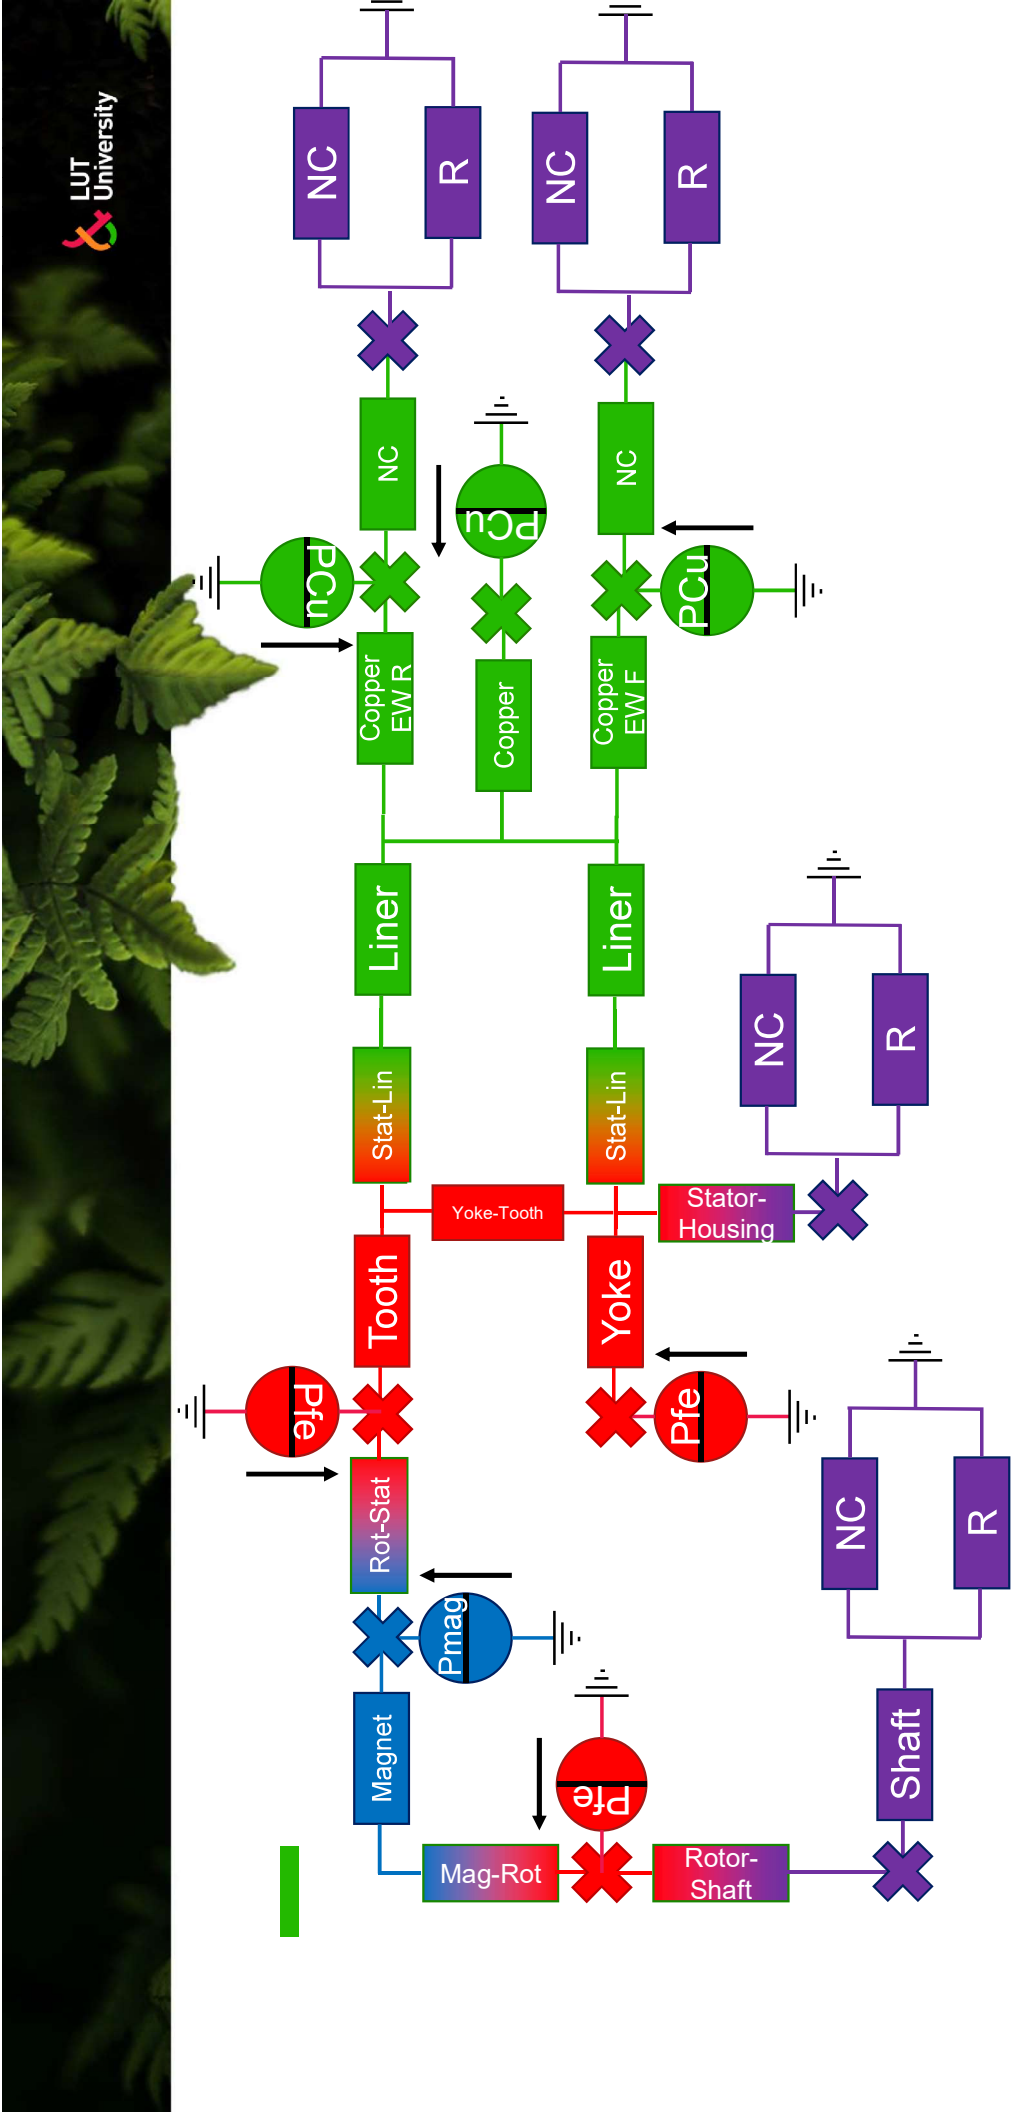 LUT
University
NC
R
NC
R
NC
PCu
PCu
NC
PCu
Copper
EW R
Copper
Copper
EW F
Liner
Liner
Stat-Lin
Stat-Lin
NC
R
Yoke-Tooth
Stator-
Housing
Tooth
Yoke
Pfe
Pfe
Rot-Stat
NC
R
Pmag
Magnet
Pfe
Shaft
Mag-Rot
Rotor-
Shaft